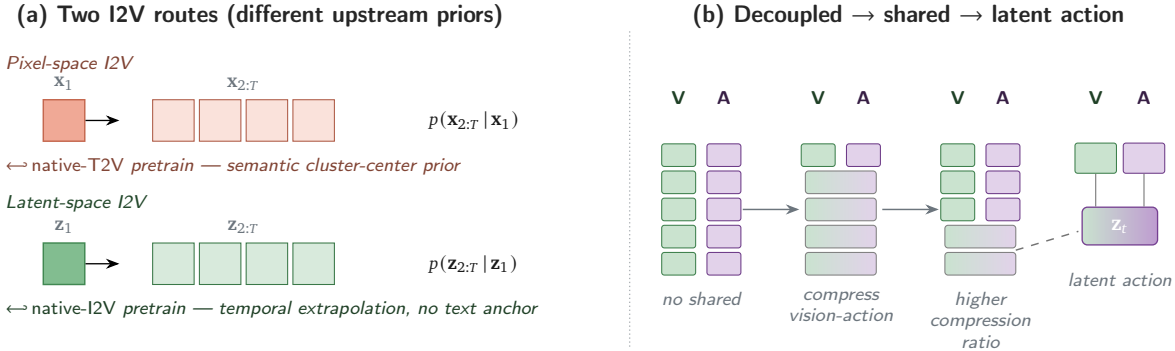 (a) Two I2V routes (different upstream priors)
Pixel-space I2V
x₁ x₂:T
p(x₂:T | x₁)
↩ native-T2V pretrain — semantic cluster-center prior
Latent-space I2V
z₁ z₂:T
p(z₂:T | z₁)
↩ native-I2V pretrain — temporal extrapolation, no text anchor
(b) Decoupled → shared → latent action
V A V A V A V A
zₜ
no shared
compress
vision-action
higher
compression
ratio
latent action